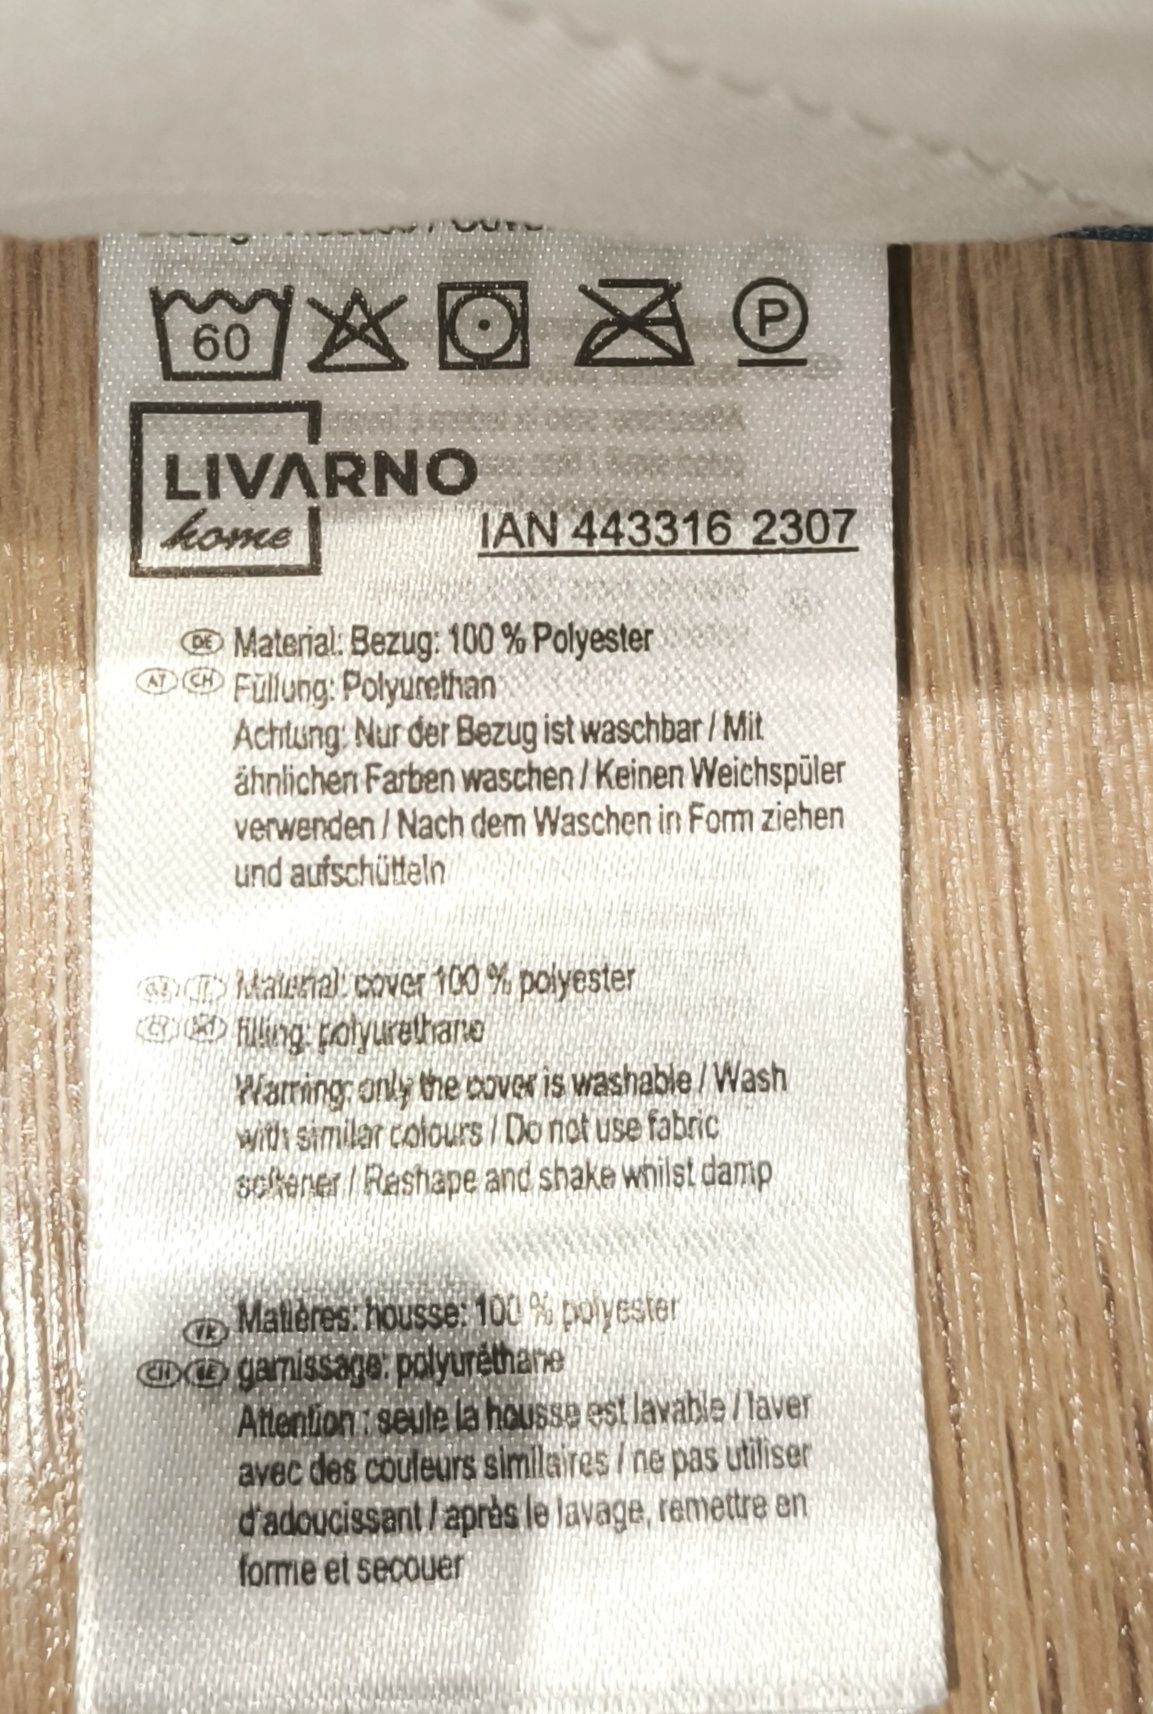 60
P
LIVARNO
home
IAN 443316 2307
DE Material: Bezug: 100 % Polyester
AT CH Füllung: Polyurethan
Achtung: Nur der Bezug ist waschbar / Mit
ähnlichen Farben waschen / Keinen Weichspüler
verwenden / Nach dem Waschen in Form ziehen
und aufschütteln
Material: cover 100 % polyester
filling: polyurethane
Warning: only the cover is washable / Wash
with similar colours / Do not use fabric
softener / Reshape and shake whilst damp
FR Matières: housse: 100 % polyester
CH BE garnissage: polyuréthane
Attention : seule la housse est lavable / laver
avec des couleurs similaires / ne pas utiliser
d'adoucissant / après le lavage, remettre en
forme et secouer